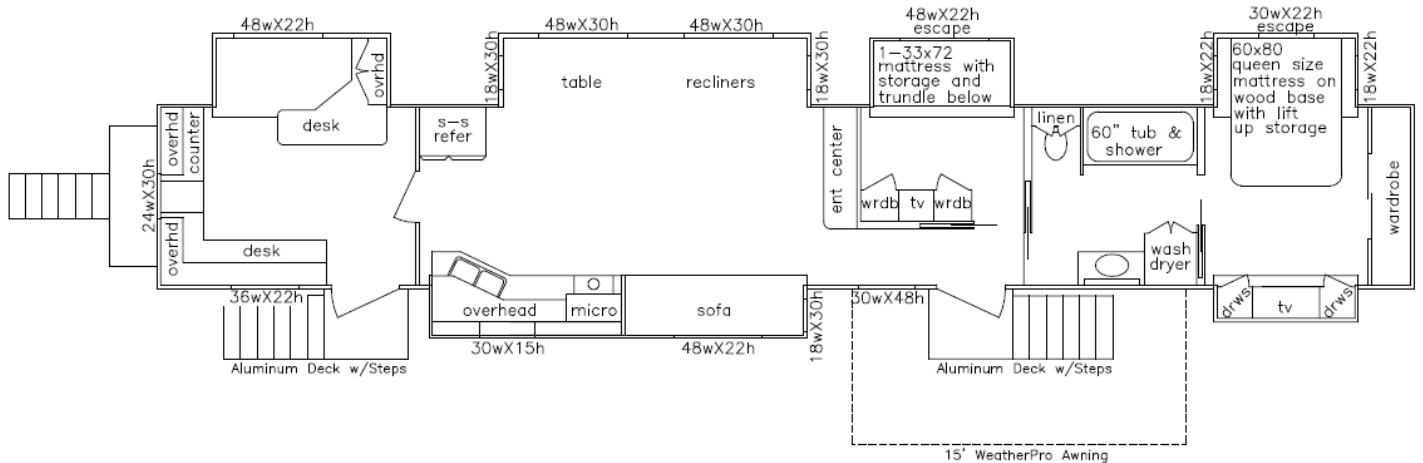 48wX22h
48wX30h
48wX30h
48wX22h
escape
30wX22h
escape
18wX30h
18wX30h
18wX22h
18wX22h
ovrhd
table
recliners
1-33x72
mattress with
storage and
trundle below
60x80
queen size
mattress on
wood base
with lift
up storage
desk
s-s
refer
linen
60" tub &
shower
overhd
counter
24wX30h
ent center
wrdb
tv
wrdb
wardrobe
overhd
desk
wash
dryer
36wX22h
overhead
micro
sofa
18wX30h
30wX48h
drws
tv
drws
30wX15h
48wX22h
Aluminum Deck w/Steps
Aluminum Deck w/Steps
15' WeatherPro Awning